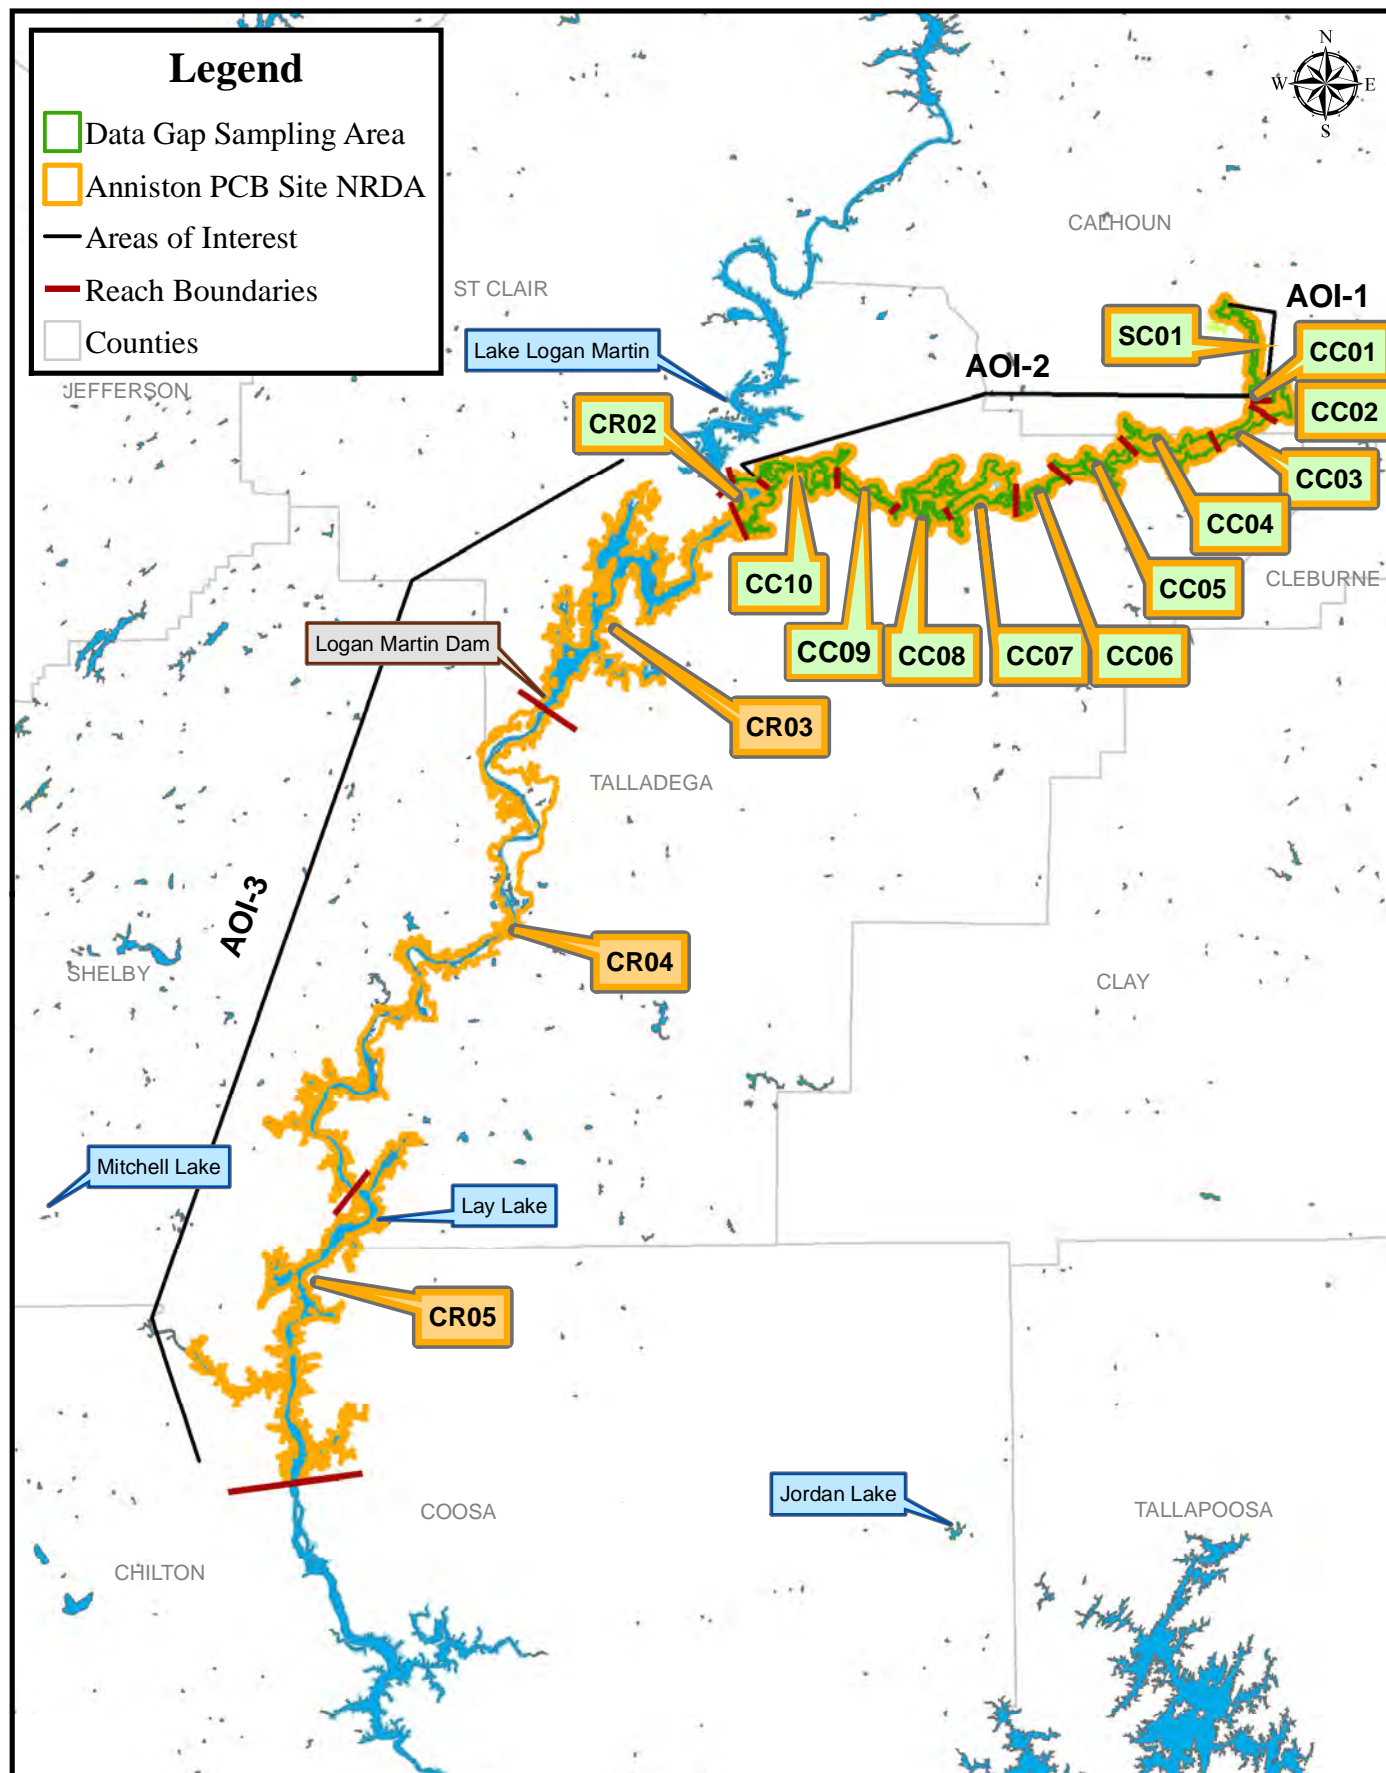 Legend
Data Gap Sampling Area
Anniston PCB Site NRDA
Areas of Interest
Reach Boundaries
Counties
N
W
E
S
CALHOUN
ST CLAIR
AOI-1
SC01
CC01
Lake Logan Martin
AOI-2
JEFFERSON
CR02
CC02
CC03
CC04
CLEBURNE
CC10
CC05
Logan Martin Dam
CC09
CC08
CC07
CC06
CR03
TALLADEGA
AOI-3
CR04
SHELBY
CLAY
Mitchell Lake
Lay Lake
CR05
Jordan Lake
COOSA
TALLAPOOSA
CHILTON